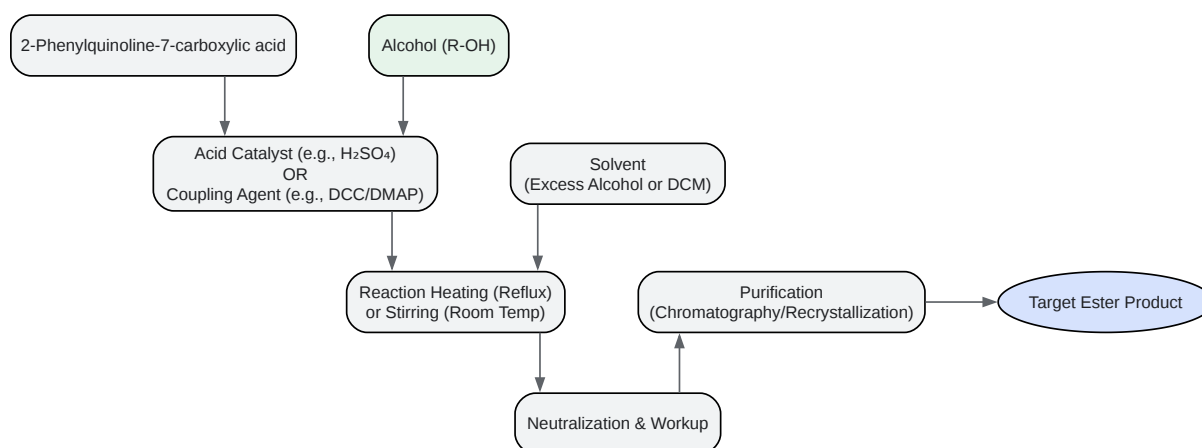 2-Phenylquinoline-7-carboxylic acid
Alcohol (R-OH)
Acid Catalyst (e.g., H₂SO₄)
OR
Coupling Agent (e.g., DCC/DMAP)
Solvent
(Excess Alcohol or DCM)
Reaction Heating (Reflux)
or Stirring (Room Temp)
Purification
(Chromatography/Recrystallization)
Target Ester Product
Neutralization & Workup